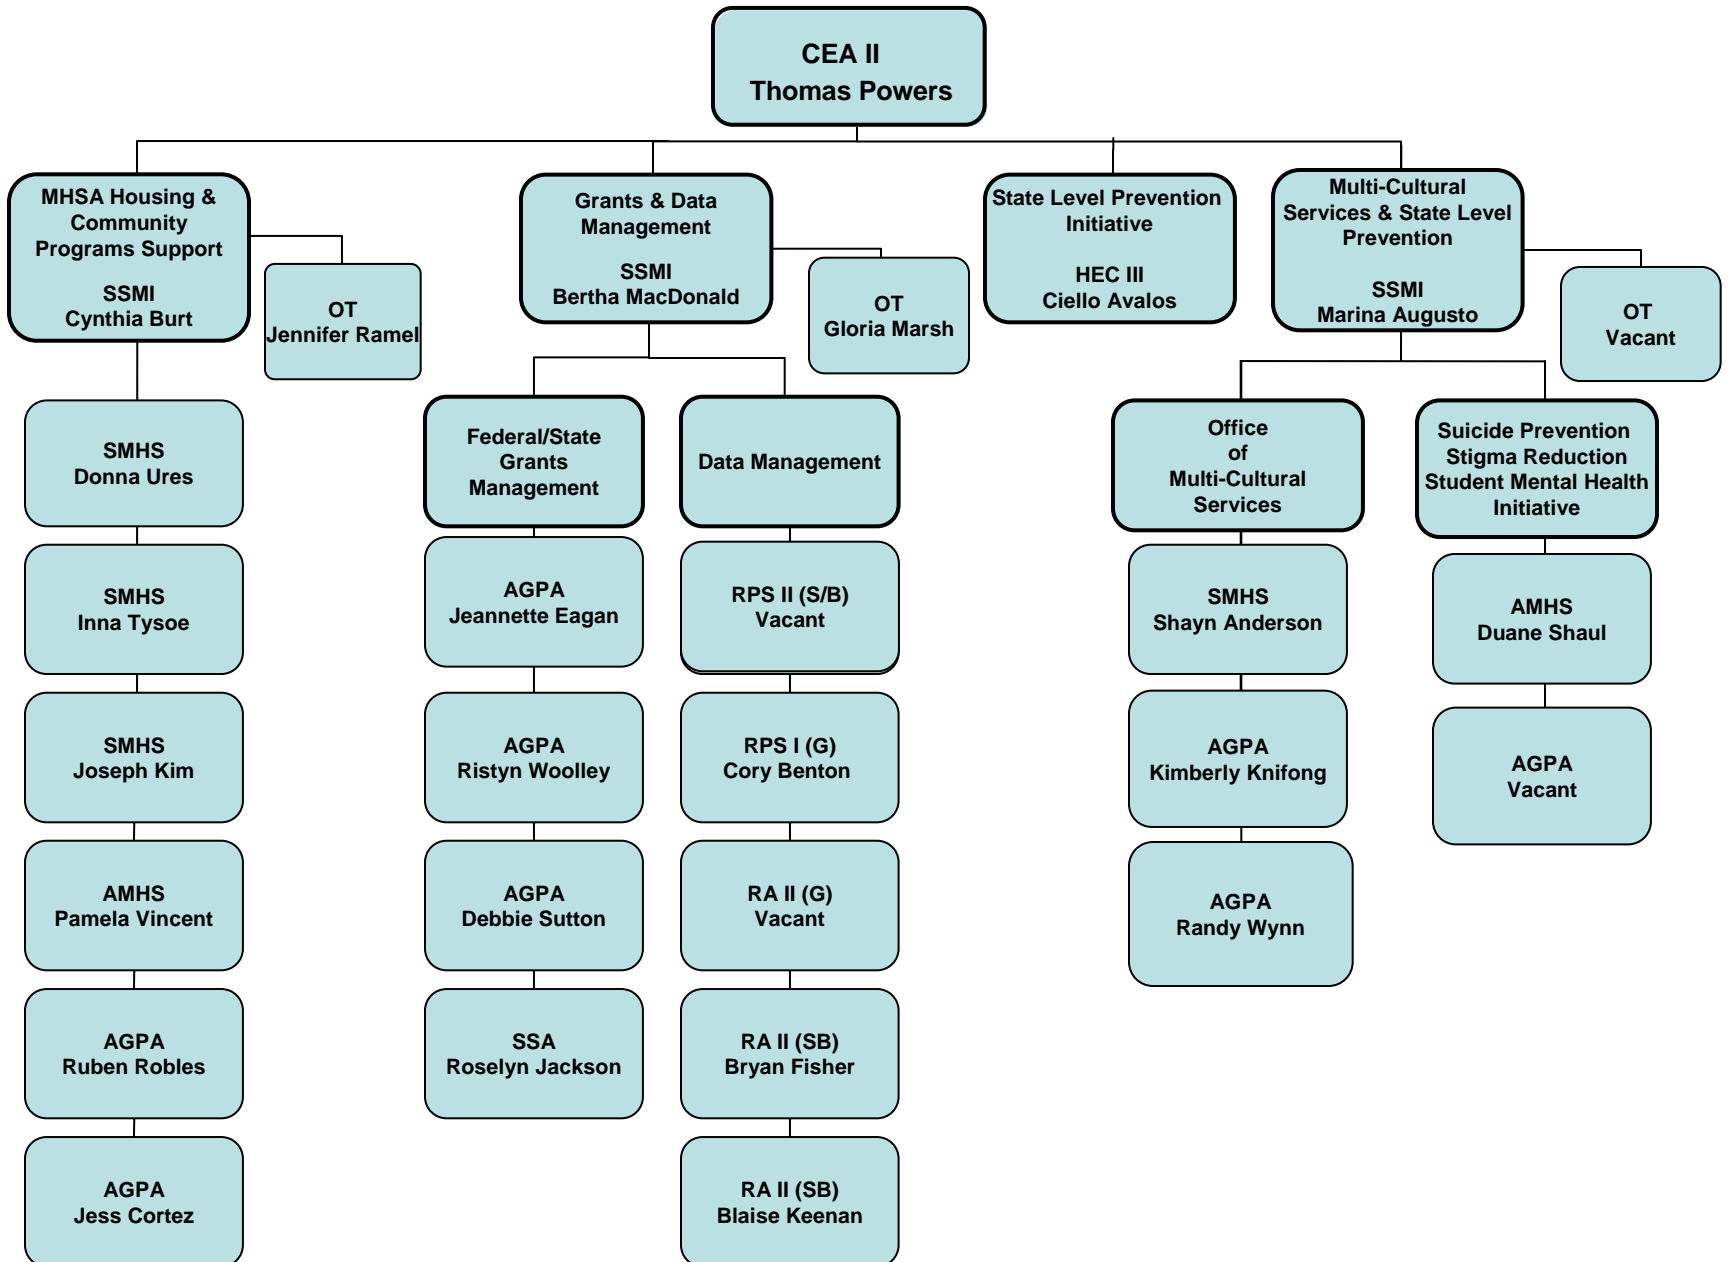 CEA II
Thomas Powers
MHSA Housing &
Community
Programs Support
SSMI
Cynthia Burt
OT
Jennifer Ramel
Grants & Data
Management
SSMI
Bertha MacDonald
OT
Gloria Marsh
State Level Prevention
Initiative
HEC III
Ciello Avalos
Multi-Cultural
Services & State Level
Prevention
SSMI
Marina Augusto
OT
Vacant
SMHS
Donna Ures
SMHS
Inna Tysoe
SMHS
Joseph Kim
AMHS
Pamela Vincent
AGPA
Ruben Robles
AGPA
Jess Cortez
Federal/State
Grants
Management
AGPA
Jeannette Eagan
AGPA
Ristyn Woolley
AGPA
Debbie Sutton
SSA
Roselyn Jackson
Data Management
RPS II (S/B)
Vacant
RPS I (G)
Cory Benton
RA II (G)
Vacant
RA II (SB)
Bryan Fisher
RA II (SB)
Blaise Keenan
Office
of
Multi-Cultural
Services
SMHS
Shayn Anderson
AGPA
Kimberly Knifong
AGPA
Randy Wynn
Suicide Prevention
Stigma Reduction
Student Mental Health
Initiative
AMHS
Duane Shaul
AGPA
Vacant